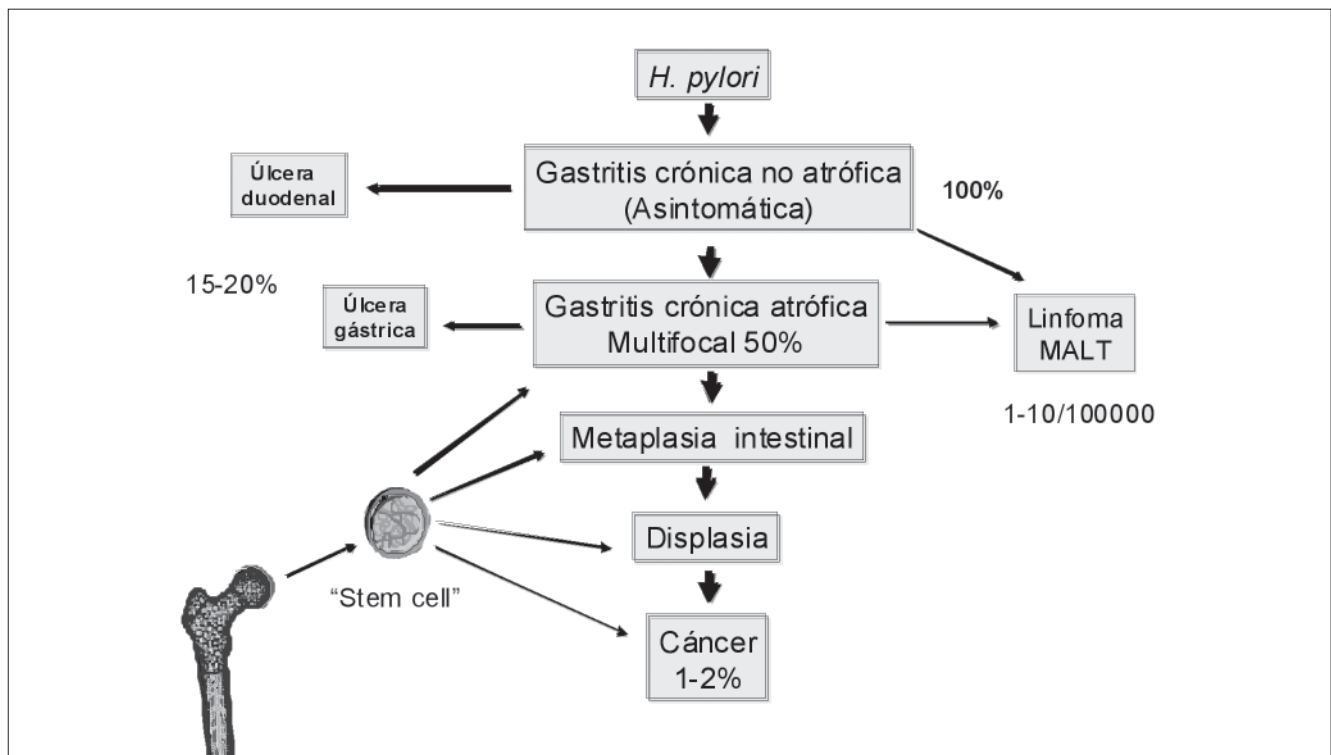 H. pylori
Úlcera
duodenal
Gastritis crónica no atrófica
(Asintomática)
100%
15-20%
Úlcera
gástrica
Gastritis crónica atrófica
Multifocal 50%
Linfoma
MALT
1-10/100000
Metaplasia intestinal
Displasia
“Stem cell”
Cáncer
1-2%